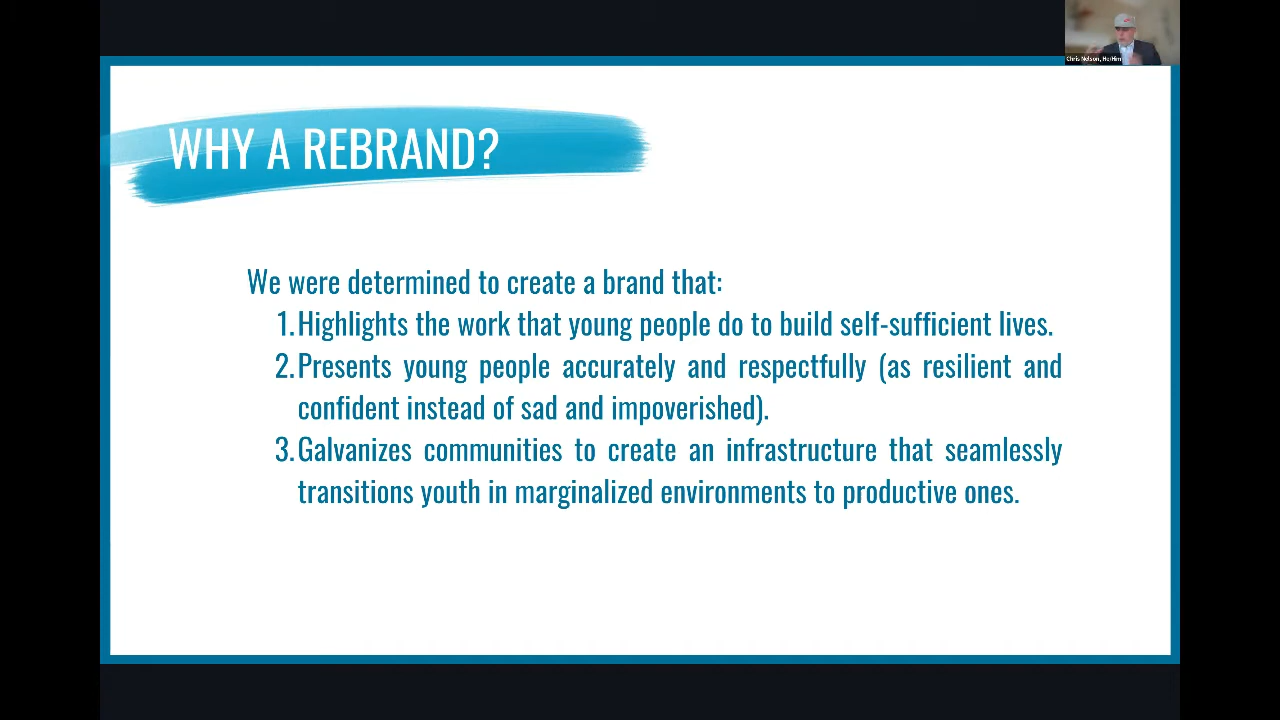 Chris Nelson, He/Him
WHY A REBRAND?
We were determined to create a brand that:
1.Highlights the work that young people do to build self-sufficient lives.
2.Presents young people accurately and respectfully (as resilient and
confident instead of sad and impoverished).
3.Galvanizes communities to create an infrastructure that seamlessly
transitions youth in marginalized environments to productive ones.